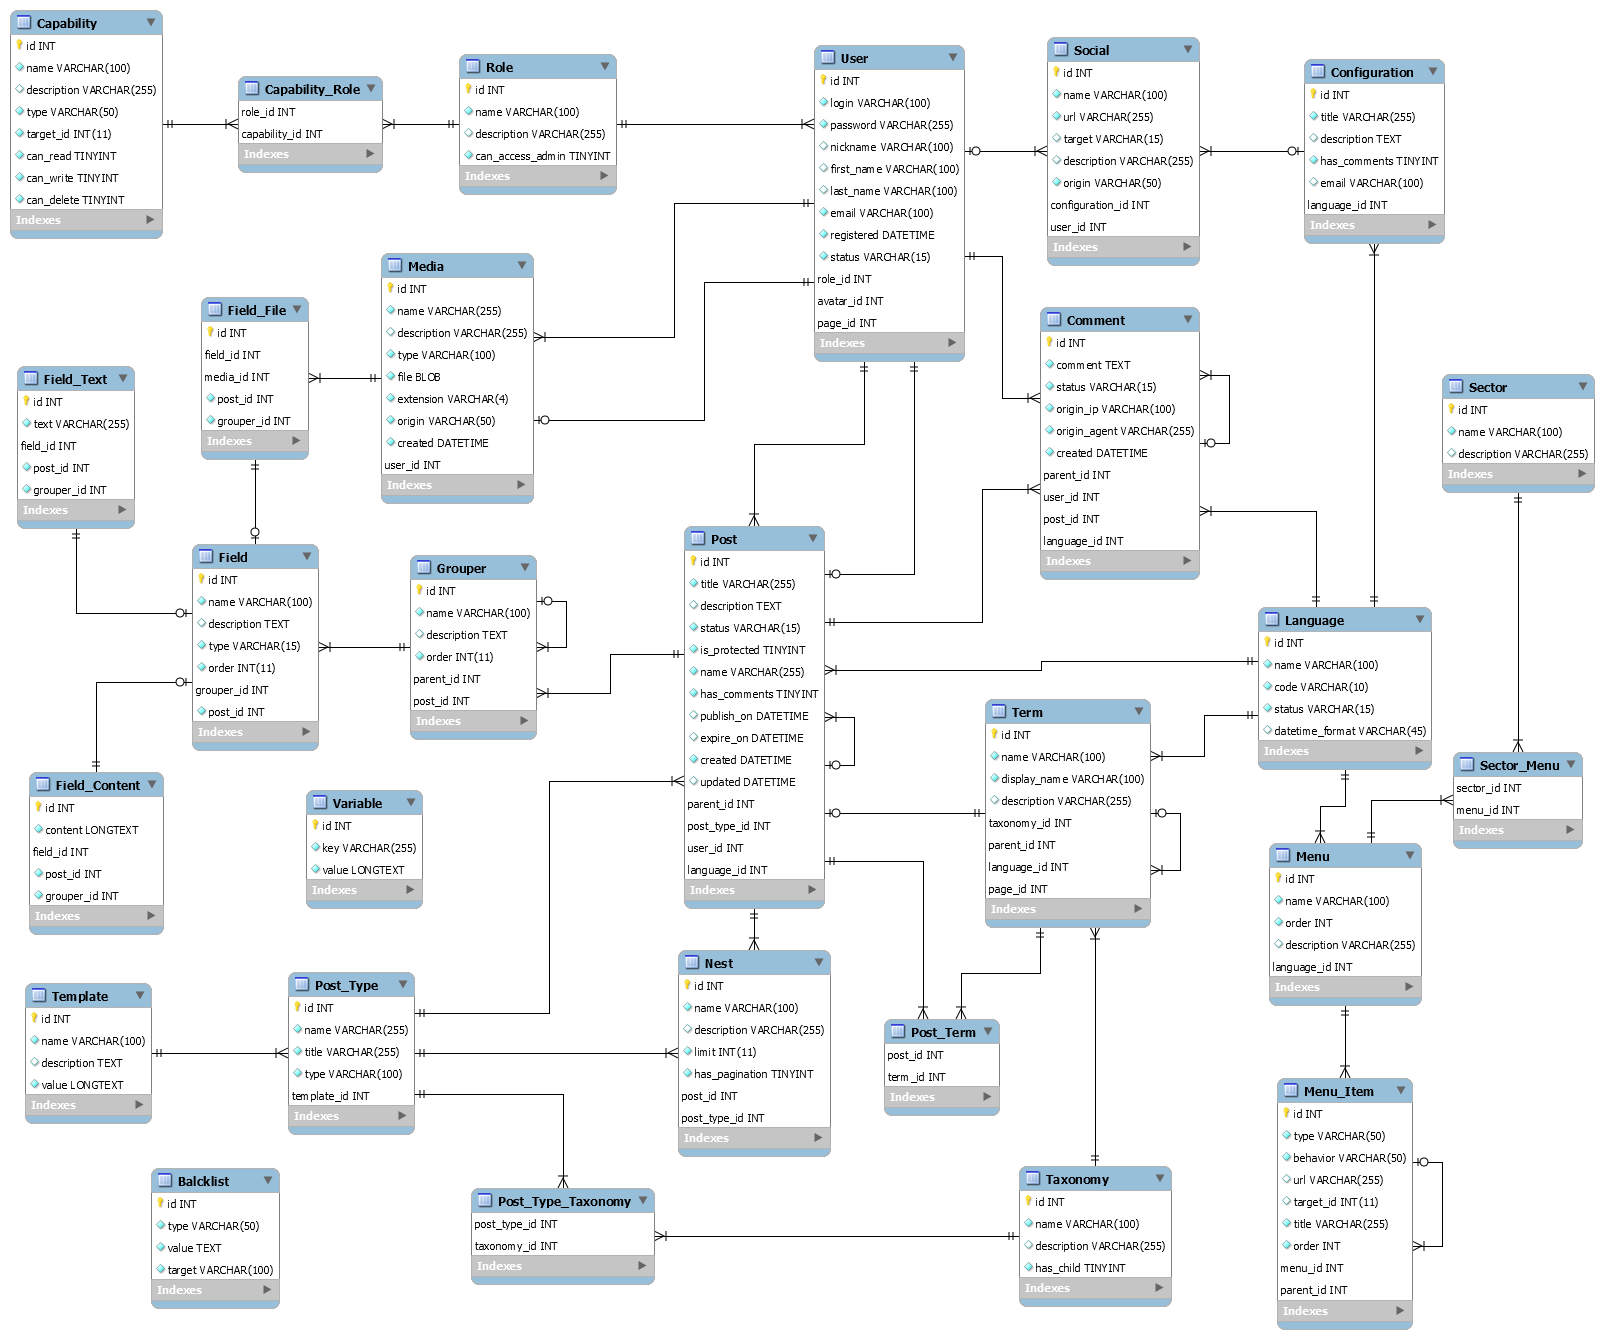 Capability
id INT
name VARCHAR(100)
description VARCHAR(255)
type VARCHAR(50)
target_id INT(11)
can_read TINYINT
can_write TINYINT
can_delete TINYINT
Indexes
Capability_Role
role_id INT
capability_id INT
Indexes
Role
id INT
name VARCHAR(100)
description VARCHAR(255)
can_access_admin TINYINT
Indexes
User
id INT
login VARCHAR(100)
password VARCHAR(255)
nickname VARCHAR(100)
first_name VARCHAR(100)
last_name VARCHAR(100)
email VARCHAR(100)
registered DATETIME
status VARCHAR(15)
role_id INT
avatar_id INT
page_id INT
Indexes
Social
id INT
name VARCHAR(100)
url VARCHAR(255)
target VARCHAR(15)
description VARCHAR(255)
origin VARCHAR(50)
configuration_id INT
user_id INT
Indexes
Configuration
id INT
title VARCHAR(255)
description TEXT
has_comments TINYINT
email VARCHAR(100)
language_id INT
Indexes
Media
id INT
name VARCHAR(255)
description VARCHAR(255)
type VARCHAR(100)
file BLOB
extension VARCHAR(4)
origin VARCHAR(50)
created DATETIME
user_id INT
Indexes
Field_File
id INT
field_id INT
media_id INT
post_id INT
grouper_id INT
Indexes
Field_Text
id INT
text VARCHAR(255)
field_id INT
post_id INT
grouper_id INT
Indexes
Comment
id INT
comment TEXT
status VARCHAR(15)
origin_ip VARCHAR(100)
origin_agent VARCHAR(255)
created DATETIME
parent_id INT
user_id INT
post_id INT
language_id INT
Indexes
Sector
id INT
name VARCHAR(100)
description VARCHAR(255)
Indexes
Field
id INT
name VARCHAR(100)
description TEXT
type VARCHAR(15)
order INT(11)
grouper_id INT
post_id INT
Indexes
Grouper
id INT
name VARCHAR(100)
description TEXT
order INT(11)
parent_id INT
post_id INT
Indexes
Post
id INT
title VARCHAR(255)
description TEXT
status VARCHAR(15)
is_protected TINYINT
name VARCHAR(255)
has_comments TINYINT
publish_on DATETIME
expire_on DATETIME
created DATETIME
updated DATETIME
parent_id INT
post_type_id INT
user_id INT
language_id INT
Indexes
Language
id INT
name VARCHAR(100)
code VARCHAR(10)
status VARCHAR(15)
datetime_format VARCHAR(45)
Indexes
Term
id INT
name VARCHAR(100)
display_name VARCHAR(100)
description VARCHAR(255)
taxonomy_id INT
parent_id INT
language_id INT
page_id INT
Indexes
Sector_Menu
sector_id INT
menu_id INT
Indexes
Field_Content
id INT
content LONGTEXT
field_id INT
post_id INT
grouper_id INT
Indexes
Variable
id INT
key VARCHAR(255)
value LONGTEXT
Indexes
Menu
id INT
name VARCHAR(100)
order INT
description VARCHAR(255)
language_id INT
Indexes
Template
id INT
name VARCHAR(100)
description TEXT
value LONGTEXT
Indexes
Post_Type
id INT
name VARCHAR(255)
title VARCHAR(255)
type VARCHAR(100)
template_id INT
Indexes
Nest
id INT
name VARCHAR(100)
description VARCHAR(255)
limit INT(11)
has_pagination TINYINT
post_id INT
post_type_id INT
Indexes
Post_Term
post_id INT
term_id INT
Indexes
Menu_Item
id INT
type VARCHAR(50)
behavior VARCHAR(50)
url VARCHAR(255)
target_id INT(11)
title VARCHAR(255)
order INT
menu_id INT
parent_id INT
Indexes
Balcklist
id INT
type VARCHAR(50)
value TEXT
target VARCHAR(100)
Indexes
Post_Type_Taxonomy
post_type_id INT
taxonomy_id INT
Indexes
Taxonomy
id INT
name VARCHAR(100)
description VARCHAR(255)
has_child TINYINT
Indexes